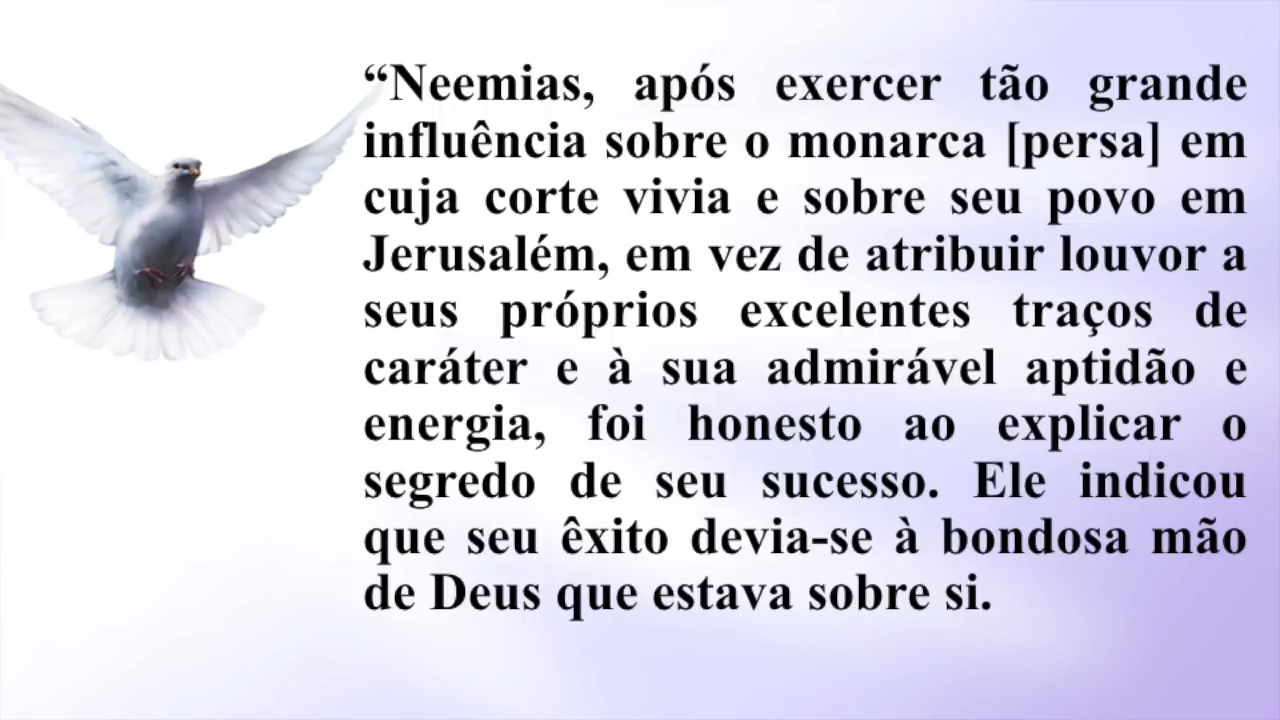 “Neemias, após exercer tão grande
influência sobre o monarca [persa] em
cuja corte vivia e sobre seu povo em
Jerusalém, em vez de atribuir louvor a
seus próprios excelentes traços de
caráter e à sua admirável aptidão e
energia, foi honesto ao explicar o
segredo de seu sucesso. Ele indicou
que seu êxito devia-se à bondosa mão
de Deus que estava sobre si.